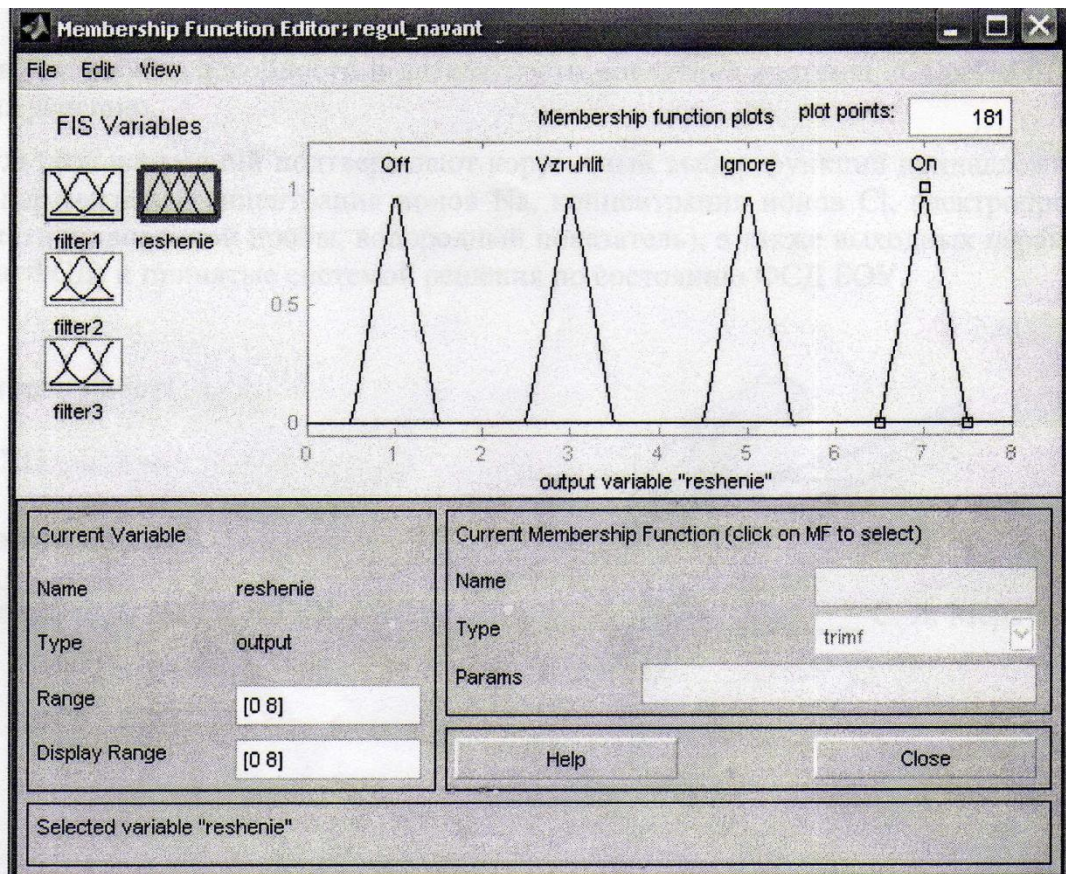 Membership Function Editor: regul_navant
File Edit View
FIS Variables
filter1
reshenie
filter2
filter3
Membership function plots
plot points:
181
Off Vzruhlit Ignore On
1
0.5
0
0 1 2 3 4 5 6 7 8
output variable "reshenie"
Current Variable
Name reshenie
Type output
Range [0 8]
Display Range [0 8]
Current Membership Function (click on MF to select)
Name
Type trimf
Params
Help Close
Selected variable "reshenie"